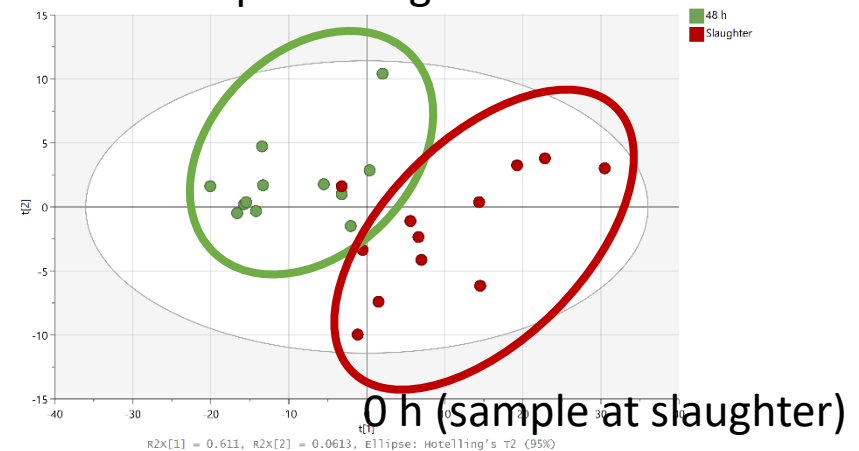 15
48 h
Slaughter
10
5
t[2]
0
-5
-10
-15
-40
-30
-20
-10
30
0 h (sample at slaughter)
t[1]
R2X[1] = 0.611, R2X[2] = 0.0613, Ellipse: Hotelling's T2 (95%)